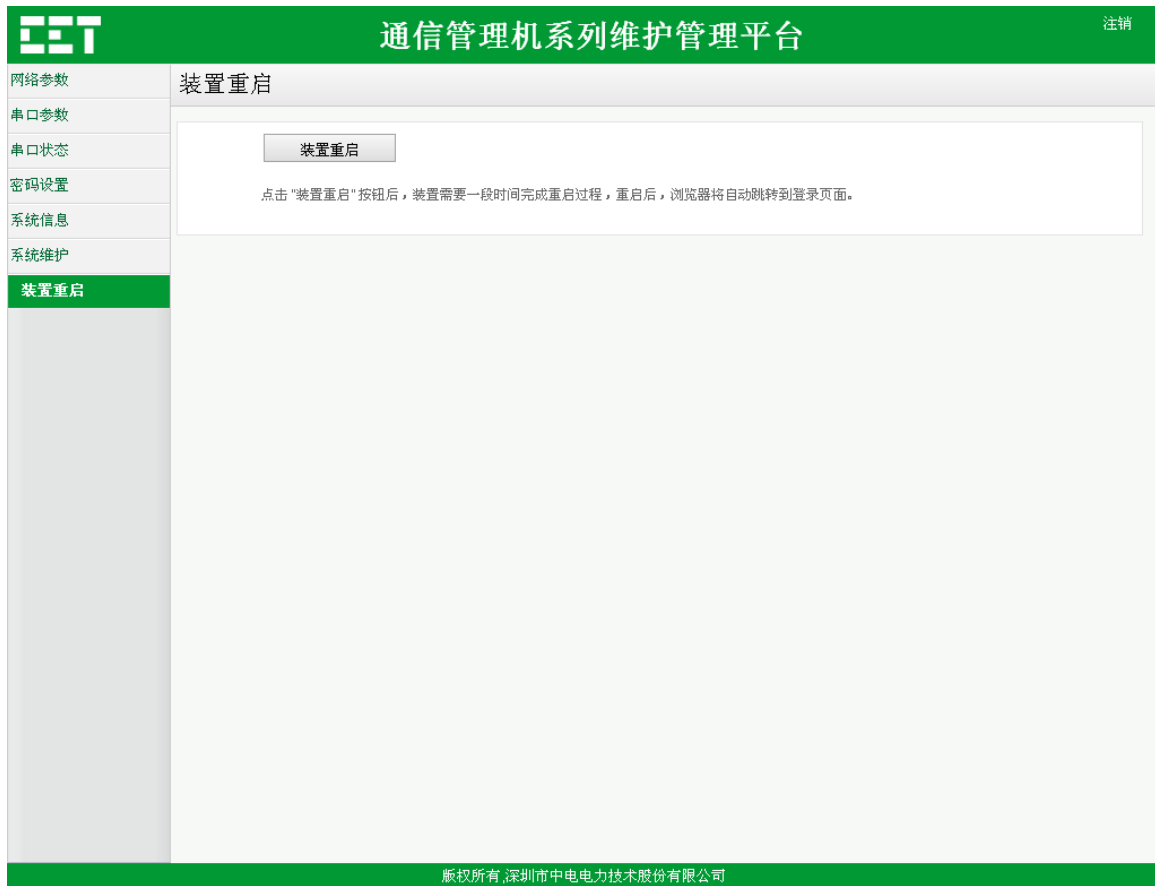 CET
通信管理机系列维护管理平台
注销
网络参数
串口参数
串口状态
密码设置
系统信息
系统维护
装置重启
装置重启
装置重启
点击"装置重启"按钮后，装置需要一段时间完成重启过程，重启后，浏览器将自动跳转到登录页面。
版权所有,深圳市中电电力技术股份有限公司